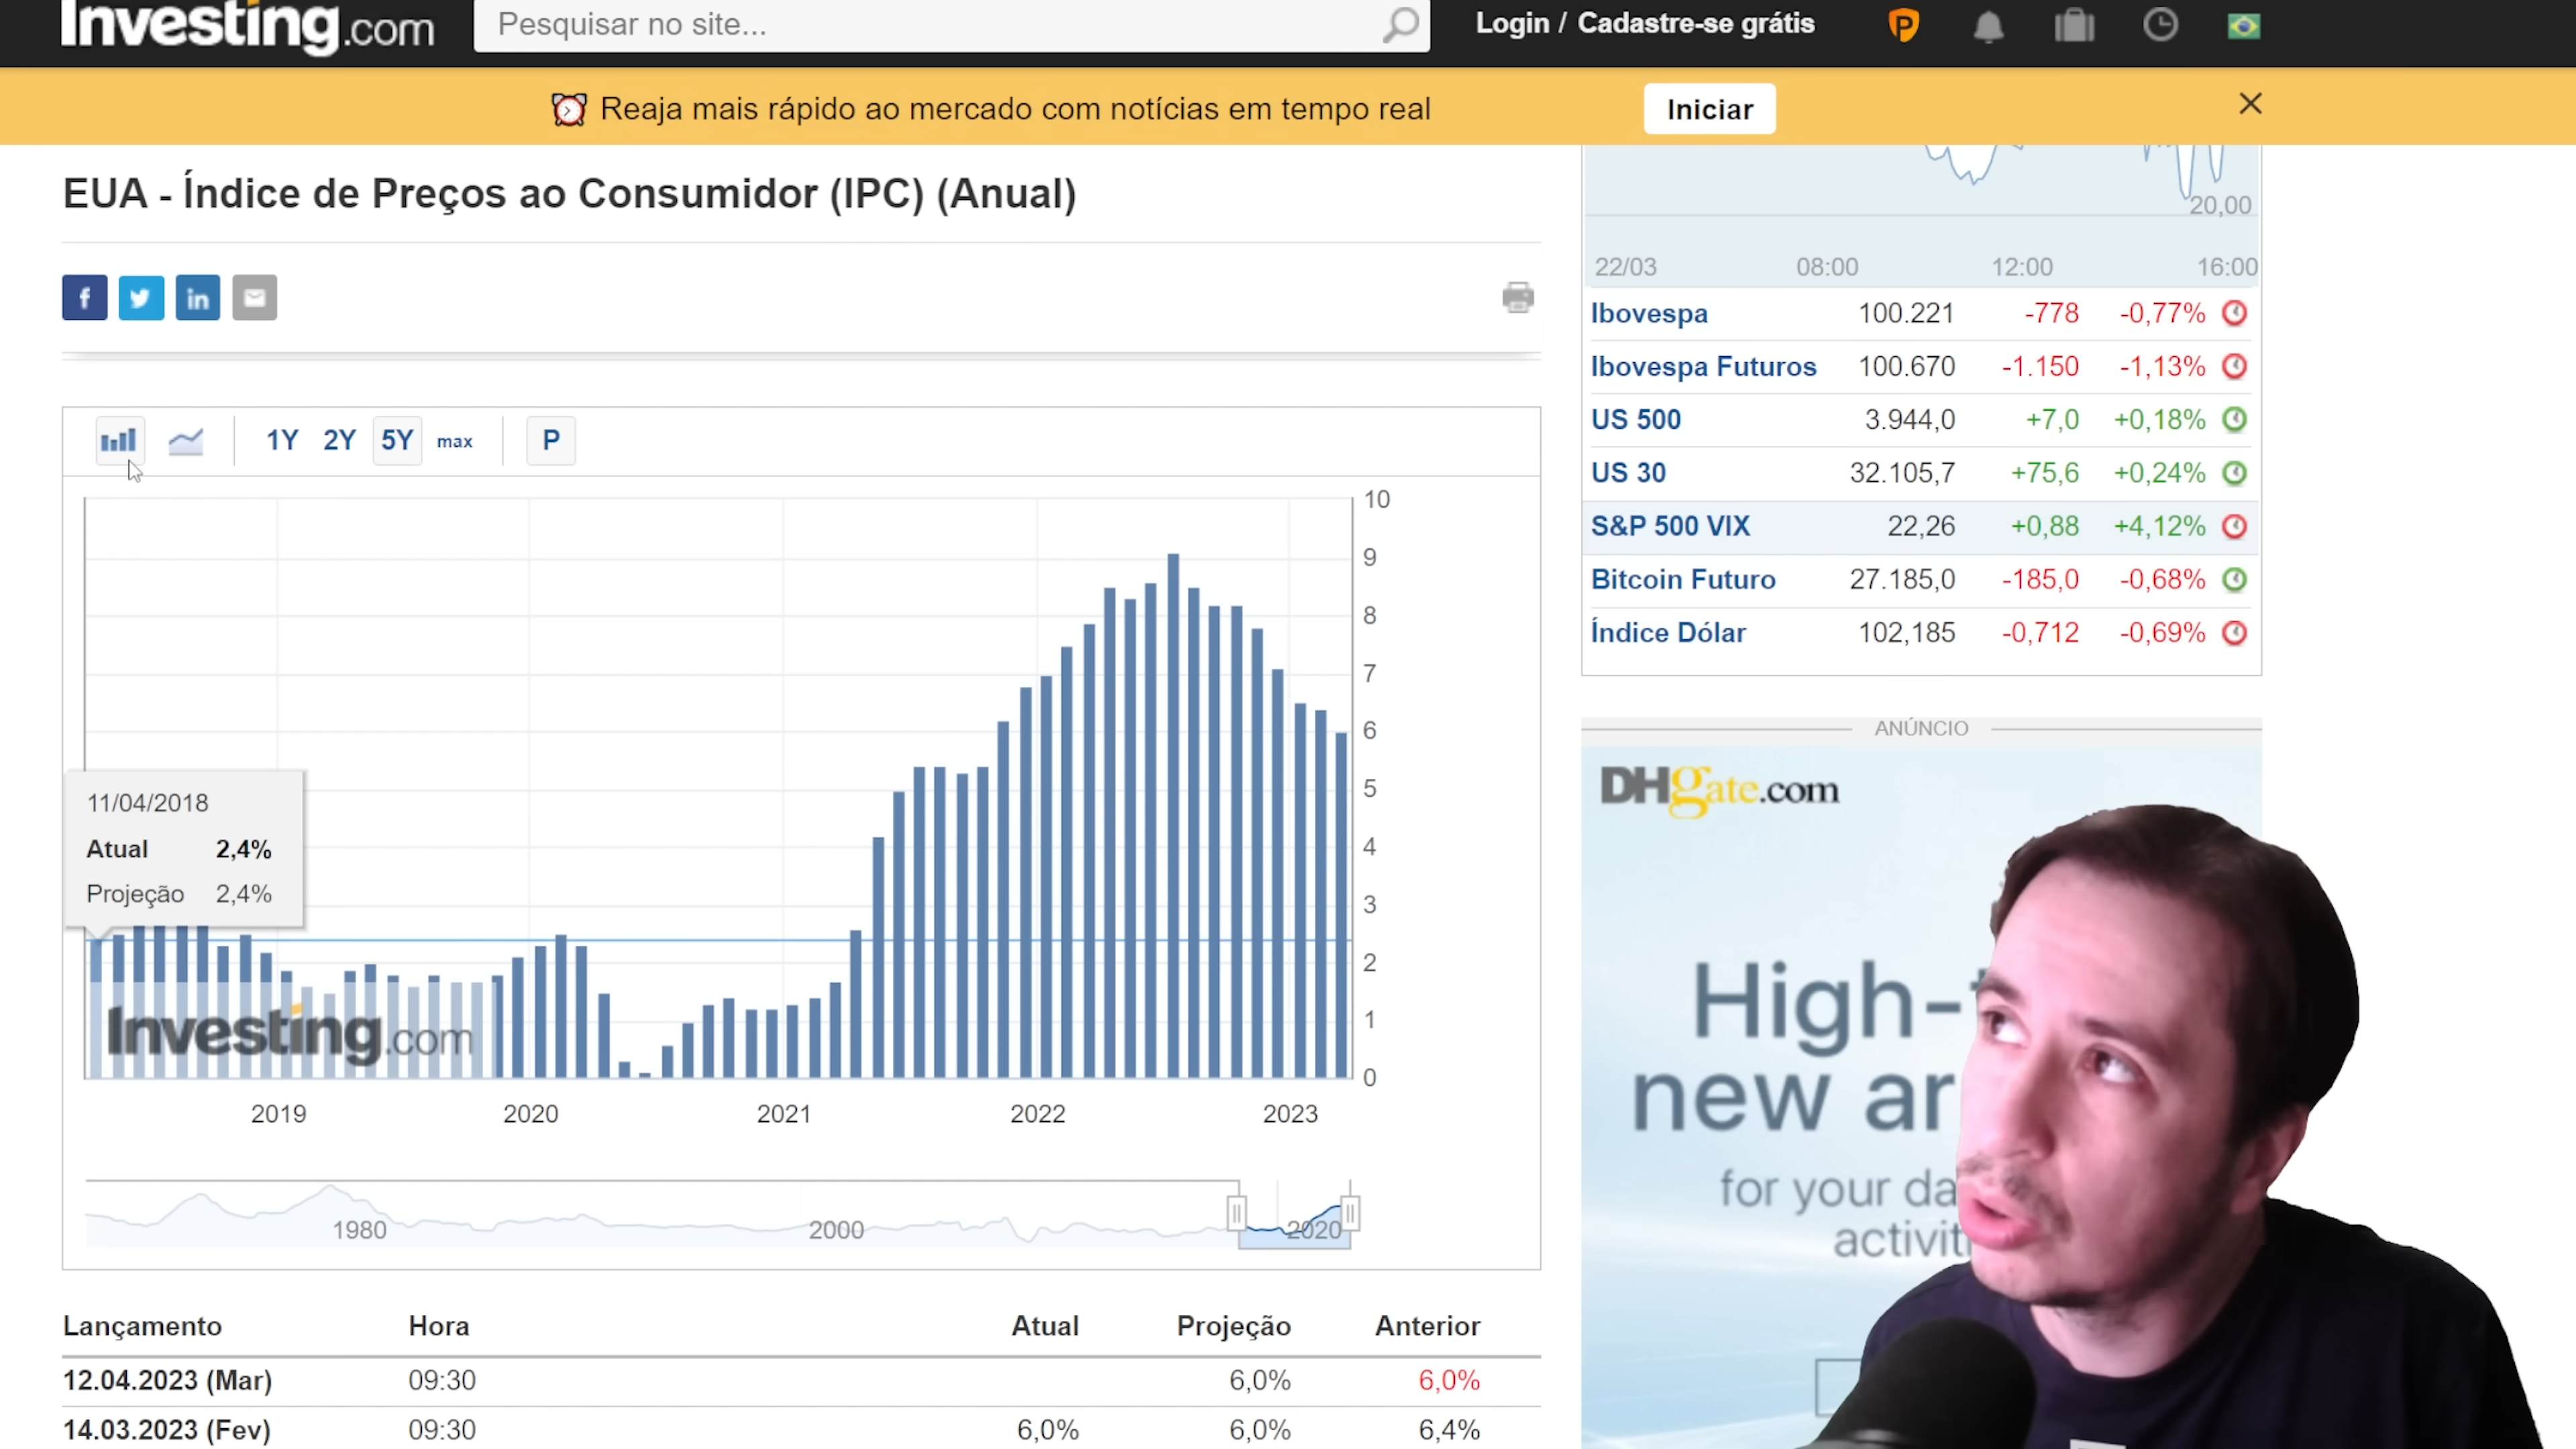 Investing.com
Pesquisar no site...
Login / Cadastre-se grátis
P
Reaja mais rápido ao mercado com notícias em tempo real
Iniciar
EUA - Índice de Preços ao Consumidor (IPC) (Anual)
f
in
1Y 2Y 5Y max P
10
9
8
7
6
5
4
3
2
1
0
11/04/2018
Atual 2,4%
Projeção 2,4%
Investing.com
2019 2020 2021 2022 2023
1980 2000 2020
Lançamento Hora Atual Projeção Anterior
12.04.2023 (Mar) 09:30 6,0% 6,0%
14.03.2023 (Fev) 09:30 6,0% 6,0% 6,4%
20,00
22/03 08:00 12:00 16:00
Ibovespa 100.221 -778 -0,77%
Ibovespa Futuros 100.670 -1.150 -1,13%
US 500 3.944,0 +7,0 +0,18%
US 30 32.105,7 +75,6 +0,24%
S&P 500 VIX 22,26 +0,88 +4,12%
Bitcoin Futuro 27.185,0 -185,0 -0,68%
Índice Dólar 102,185 -0,712 -0,69%
ANÚNCIO
DHgate.com
High-
new ar
for your da
activit